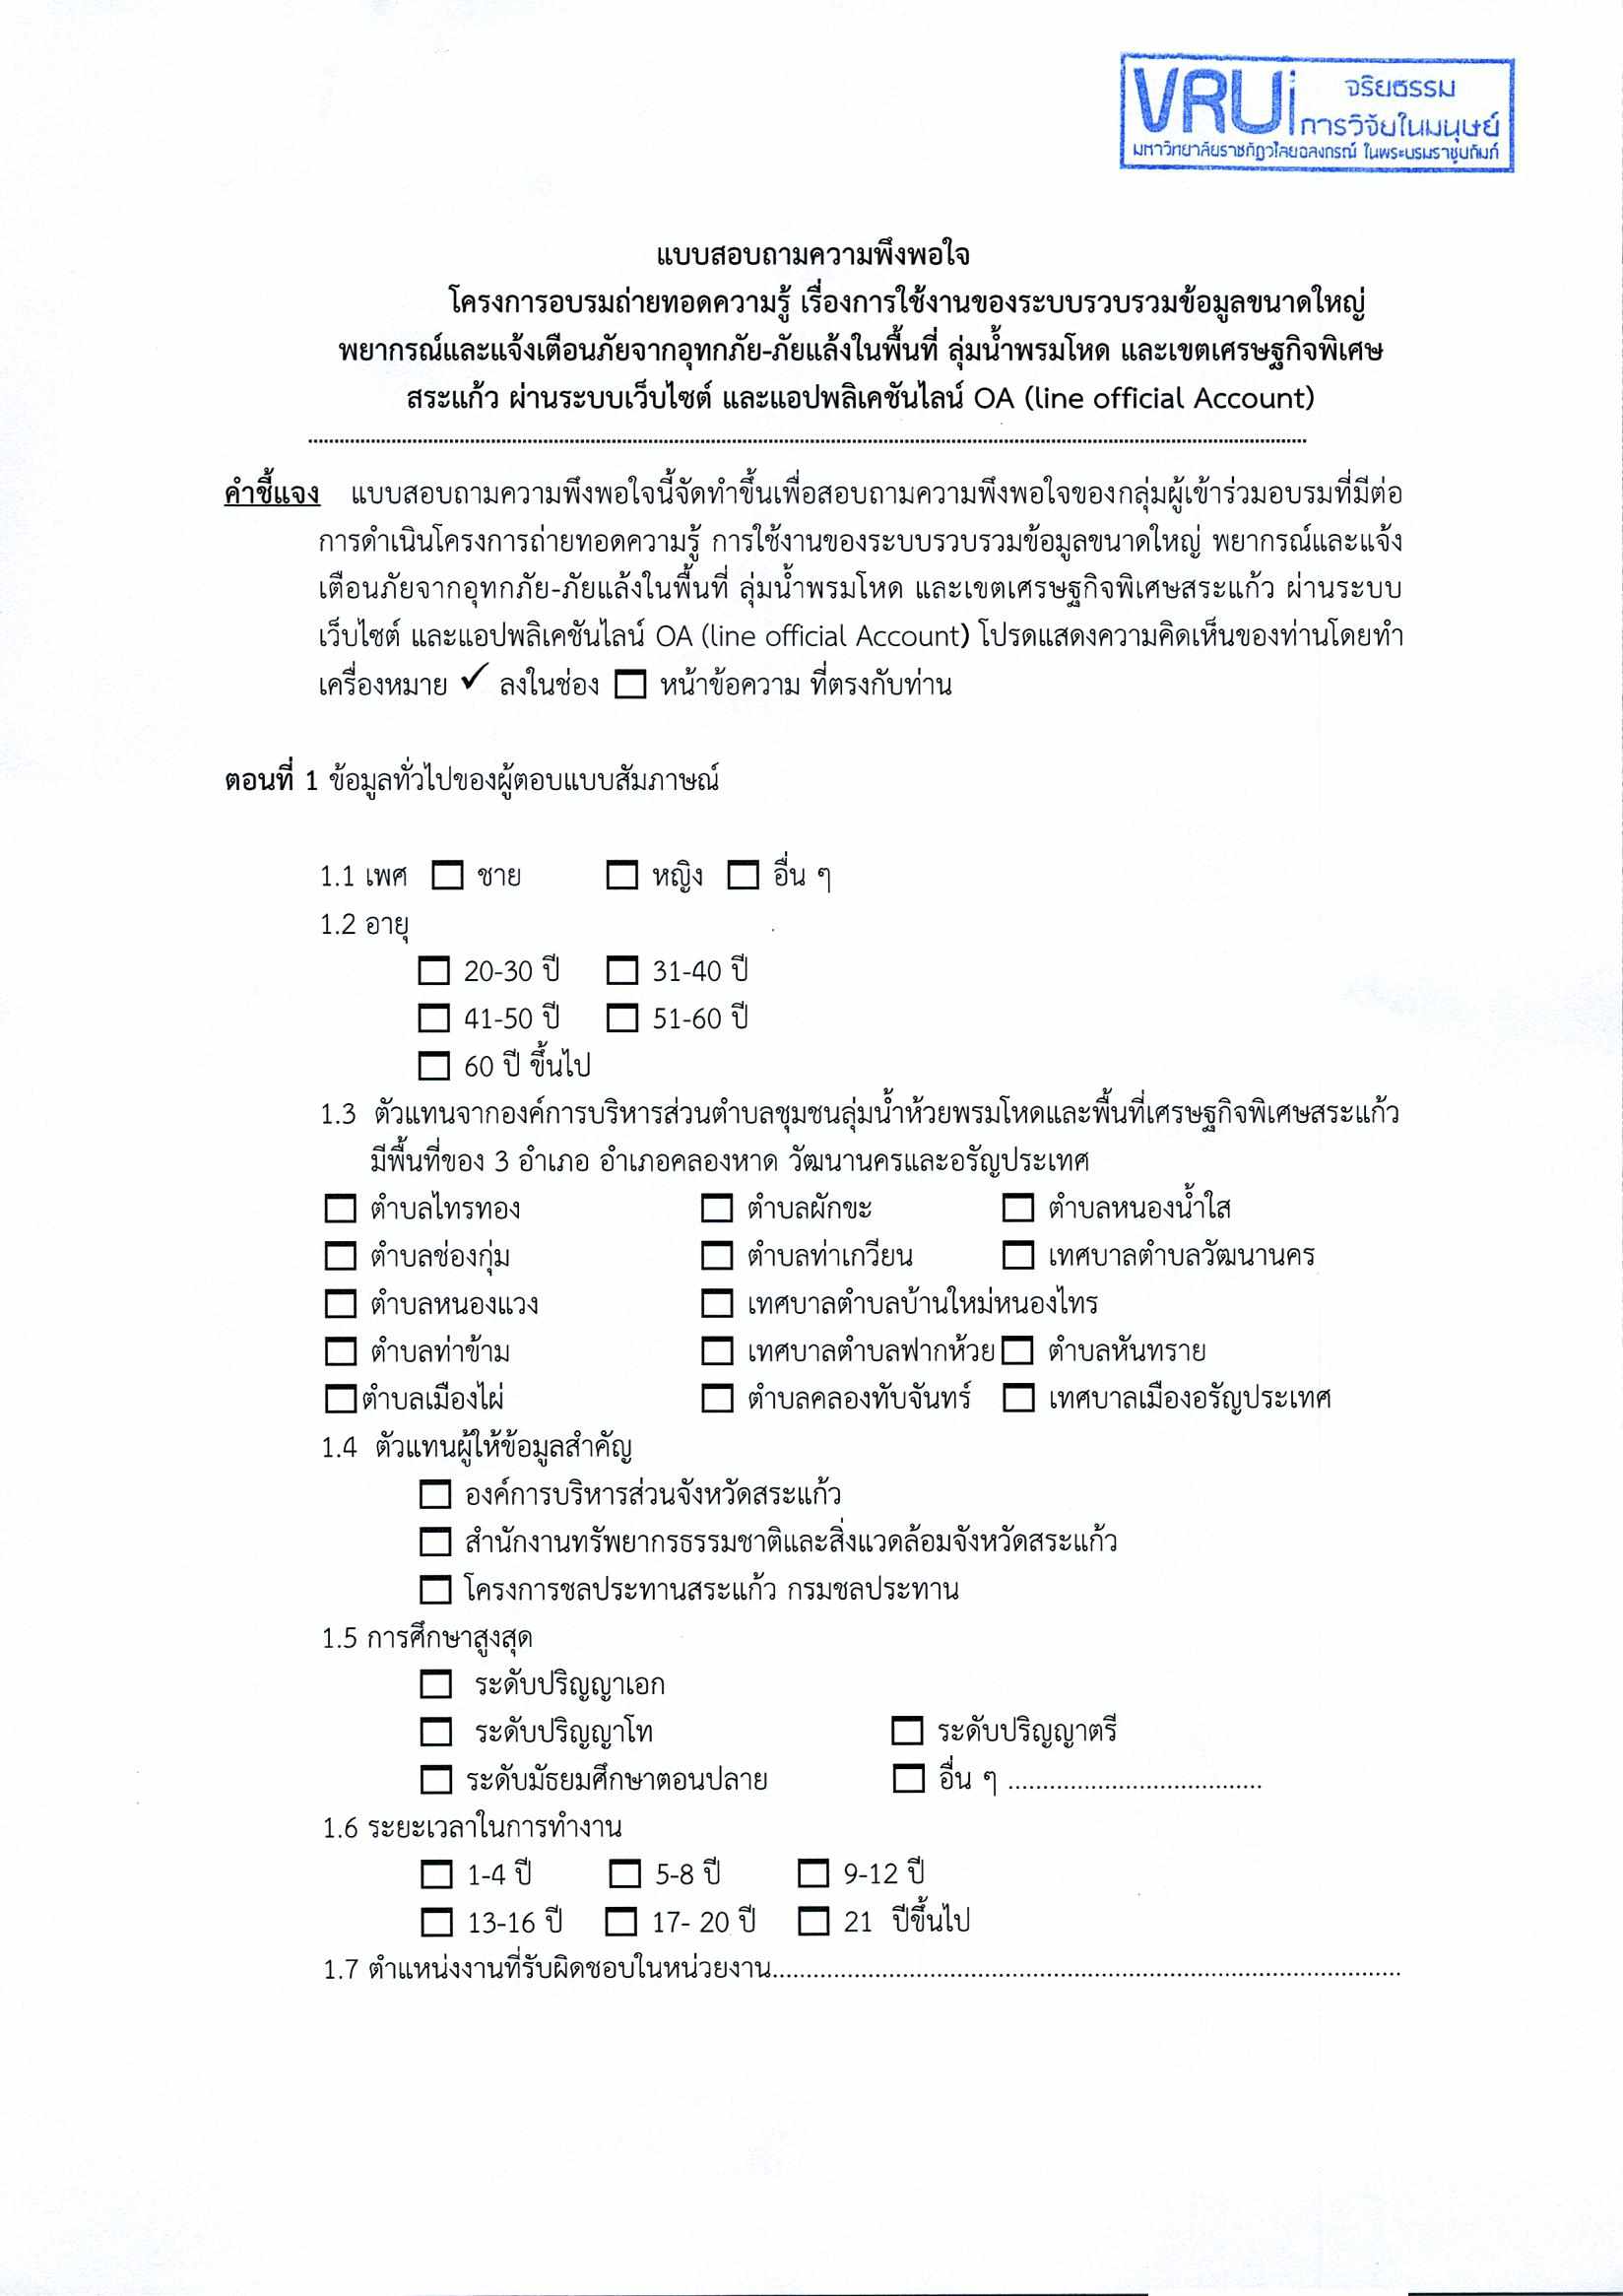 VRU จริยธรรม
การวิจัยในมนุษย์
มหาวิทยาลัยราชภัฏวไลยอลงกรณ์ ในพระบรมราชูปถัมภ์
แบบสอบถามความพึงพอใจ
โครงการอบรมถ่ายทอดความรู้ เรื่องการใช้งานของระบบรวบรวมข้อมูลขนาดใหญ่
พยากรณ์และแจ้งเตือนภัยจากอุทกภัย-ภัยแล้งในพื้นที่ ลุ่มน้ำพรมโหด และเขตเศรษฐกิจพิเศษ
สระแก้ว ผ่านระบบเว็บไซต์ และแอปพลิเคชันไลน์ OA (line official Account)
คำชี้แจง แบบสอบถามความพึงพอใจนี้จัดทำขึ้นเพื่อสอบถามความพึงพอใจของกลุ่มผู้เข้าร่วมอบรมที่มีต่อ
การดำเนินโครงการถ่ายทอดความรู้ การใช้งานของระบบรวบรวมข้อมูลขนาดใหญ่ พยากรณ์และแจ้ง
เตือนภัยจากอุทกภัย-ภัยแล้งในพื้นที่ ลุ่มน้ำพรมโหด และเขตเศรษฐกิจพิเศษสระแก้ว ผ่านระบบ
เว็บไซต์ และแอปพลิเคชันไลน์ OA (line official Account) โปรดแสดงความคิดเห็นของท่านโดยทำ
เครื่องหมาย ✓ ลงในช่อง ☐ หน้าข้อความ ที่ตรงกับท่าน
ตอนที่ 1 ข้อมูลทั่วไปของผู้ตอบแบบสัมภาษณ์
1.1 เพศ ☐ ชาย ☐ หญิง ☐ อื่น ๆ
1.2 อายุ
☐ 20-30 ปี ☐ 31-40 ปี
☐ 41-50 ปี ☐ 51-60 ปี
☐ 60 ปี ขึ้นไป
1.3 ตัวแทนจากองค์การบริหารส่วนตำบลชุมชนลุ่มน้ำห้วยพรมโหดและพื้นที่เศรษฐกิจพิเศษสระแก้ว
มีพื้นที่ของ 3 อำเภอ อำเภอคลองหาด วัฒนานครและอรัญประเทศ
☐ ตำบลไทรทอง ☐ ตำบลผักขะ ☐ ตำบลหนองน้ำใส
☐ ตำบลช่องกุ่ม ☐ ตำบลท่าเกวียน ☐ เทศบาลตำบลวัฒนานคร
☐ ตำบลหนองแวง ☐ เทศบาลตำบลบ้านใหม่หนองไทร
☐ ตำบลท่าข้าม ☐ เทศบาลตำบลฟากห้วย ☐ ตำบลหันทราย
☐ ตำบลเมืองไผ่ ☐ ตำบลคลองทับจันทร์ ☐ เทศบาลเมืองอรัญประเทศ
1.4 ตัวแทนผู้ให้ข้อมูลสำคัญ
☐ องค์การบริหารส่วนจังหวัดสระแก้ว
☐ สำนักงานทรัพยากรธรรมชาติและสิ่งแวดล้อมจังหวัดสระแก้ว
☐ โครงการชลประทานสระแก้ว กรมชลประทาน
1.5 การศึกษาสูงสุด
☐ ระดับปริญญาเอก
☐ ระดับปริญญาโท ☐ ระดับปริญญาตรี
☐ ระดับมัธยมศึกษาตอนปลาย ☐ อื่น ๆ .....................................
1.6 ระยะเวลาในการทำงาน
☐ 1-4 ปี ☐ 5-8 ปี ☐ 9-12 ปี
☐ 13-16 ปี ☐ 17- 20 ปี ☐ 21 ปีขึ้นไป
1.7 ตำแหน่งงานที่รับผิดชอบในหน่วยงาน..............................................................................................